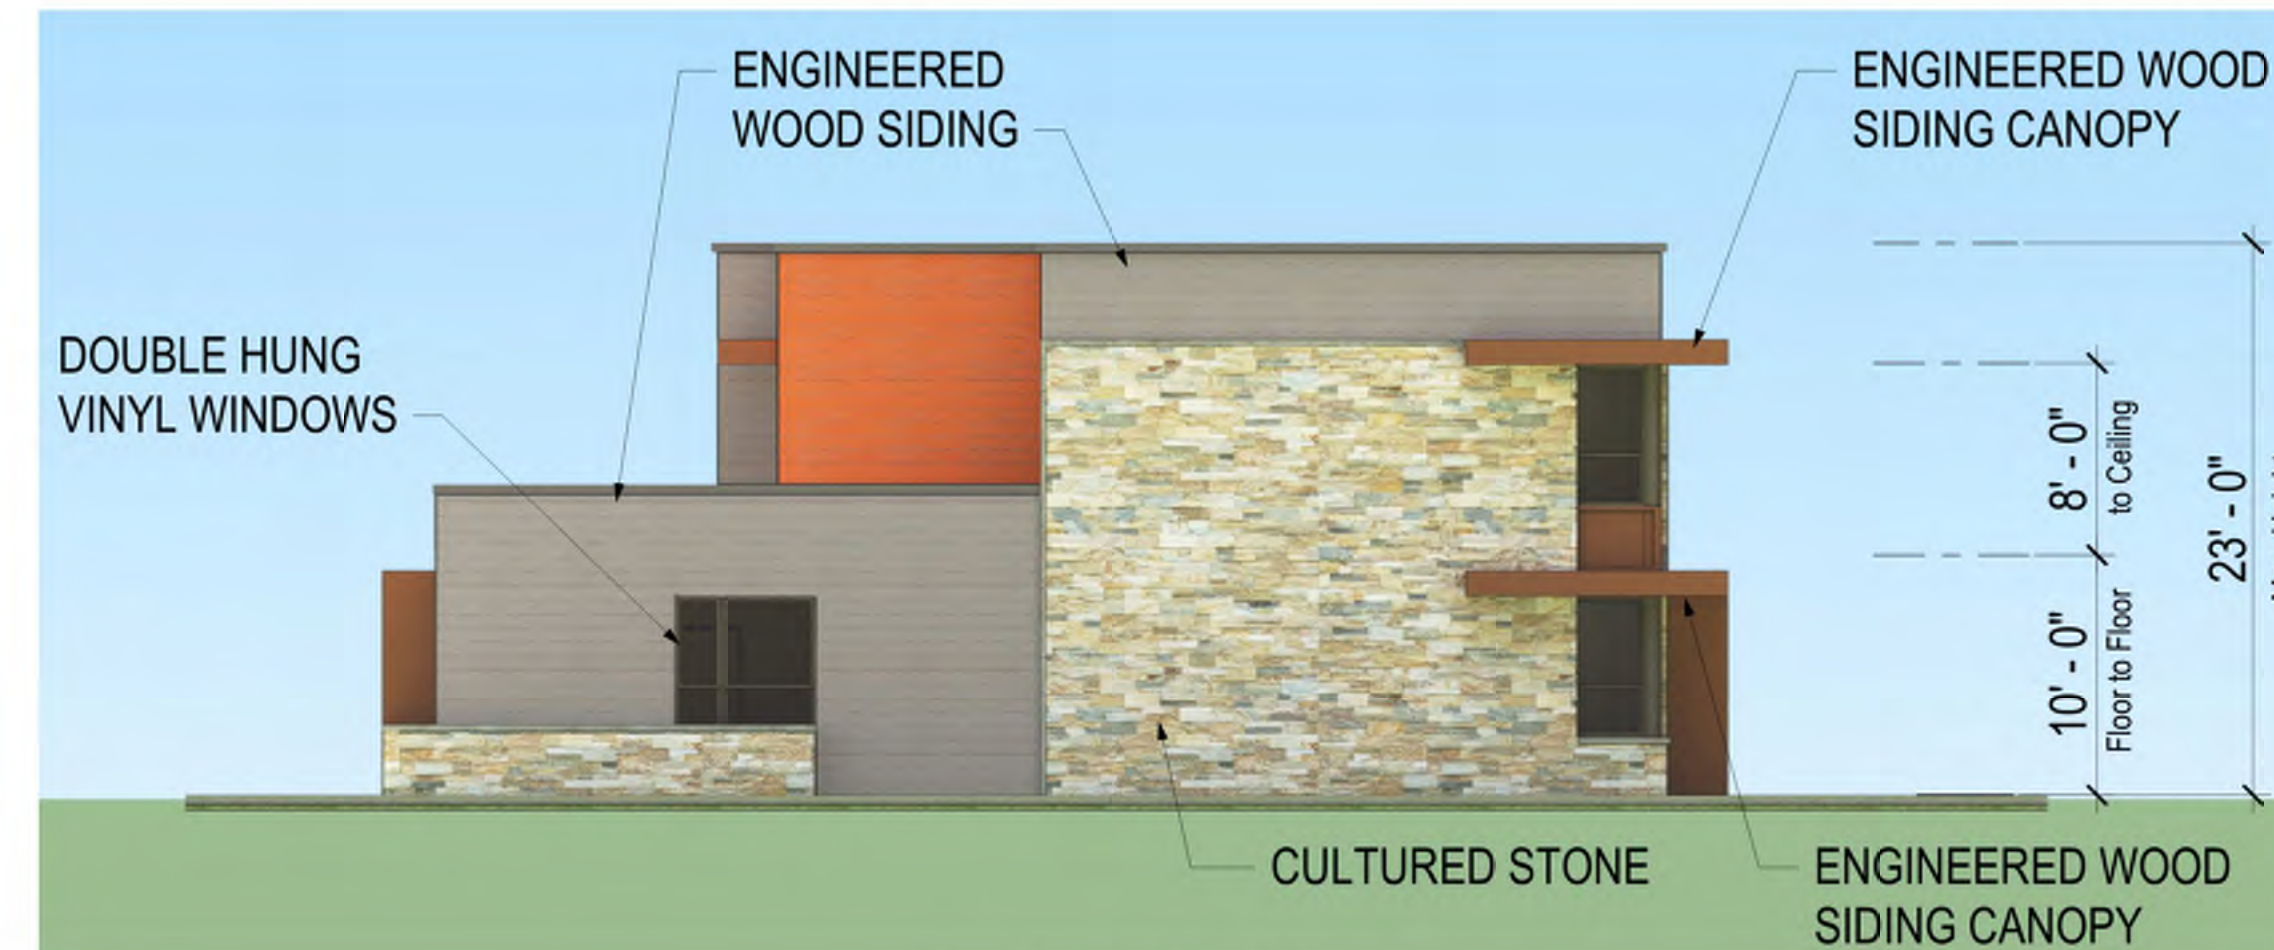 ENGINEERED
WOOD SIDING
ENGINEERED WOOD
SIDING CANOPY
DOUBLE HUNG
VINYL WINDOWS
8' - 0"
to Ceiling
23' - 0"
10' - 0"
Floor to Floor
CULTURED STONE
ENGINEERED WOOD
SIDING CANOPY